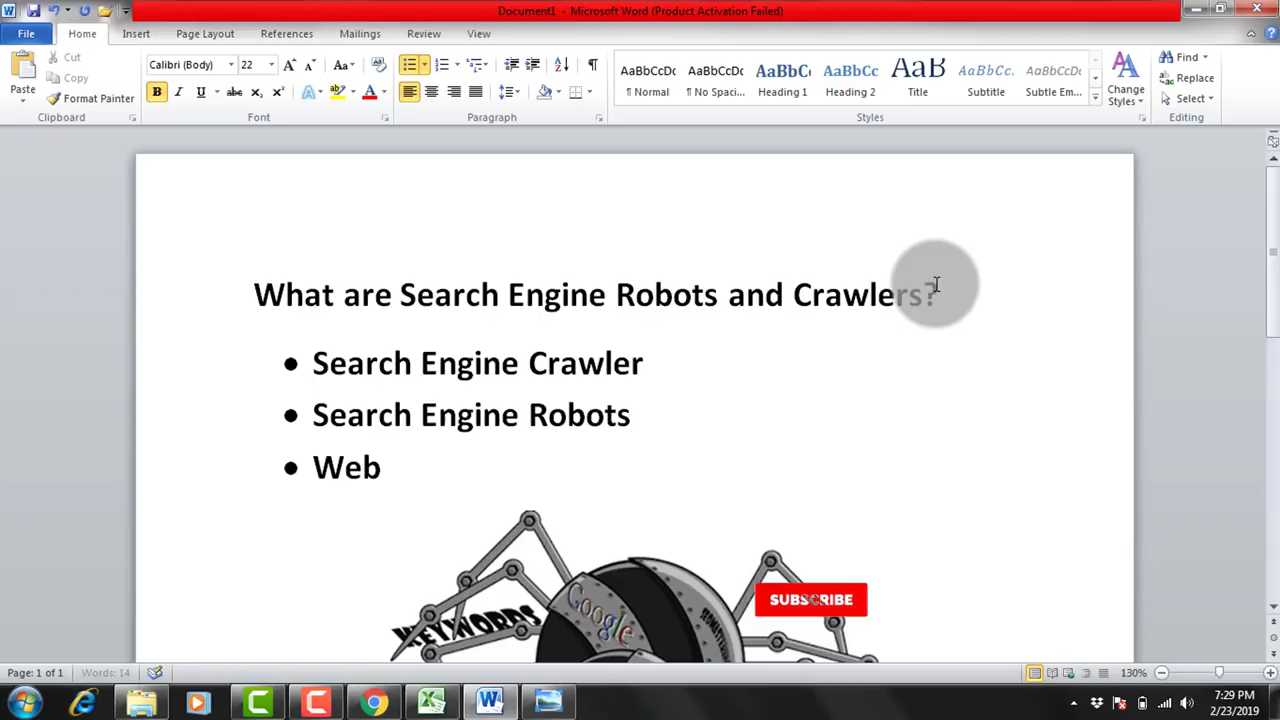 Document1 - Microsoft Word (Product Activation Failed)
File Home Insert Page Layout References Mailings Review View
Cut
Copy
Format Painter
Paste
Clipboard
Calibri (Body) 22
Font
Paragraph
AaBbCcDc AaBbCcDc AaBbC AaBbCc AaB AaBbCc. AaBbCcDc
¶ Normal ¶ No Spaci... Heading 1 Heading 2 Title Subtitle Subtle Em...
Change
Styles
Styles
Find
Replace
Select
Editing
What are Search Engine Robots and Crawlers?
• Search Engine Crawler
• Search Engine Robots
• Web
KEYWORDS
Google
SUBSCRIBE
Page: 1 of 1 Words: 14 130%
7:29 PM
2/23/2019